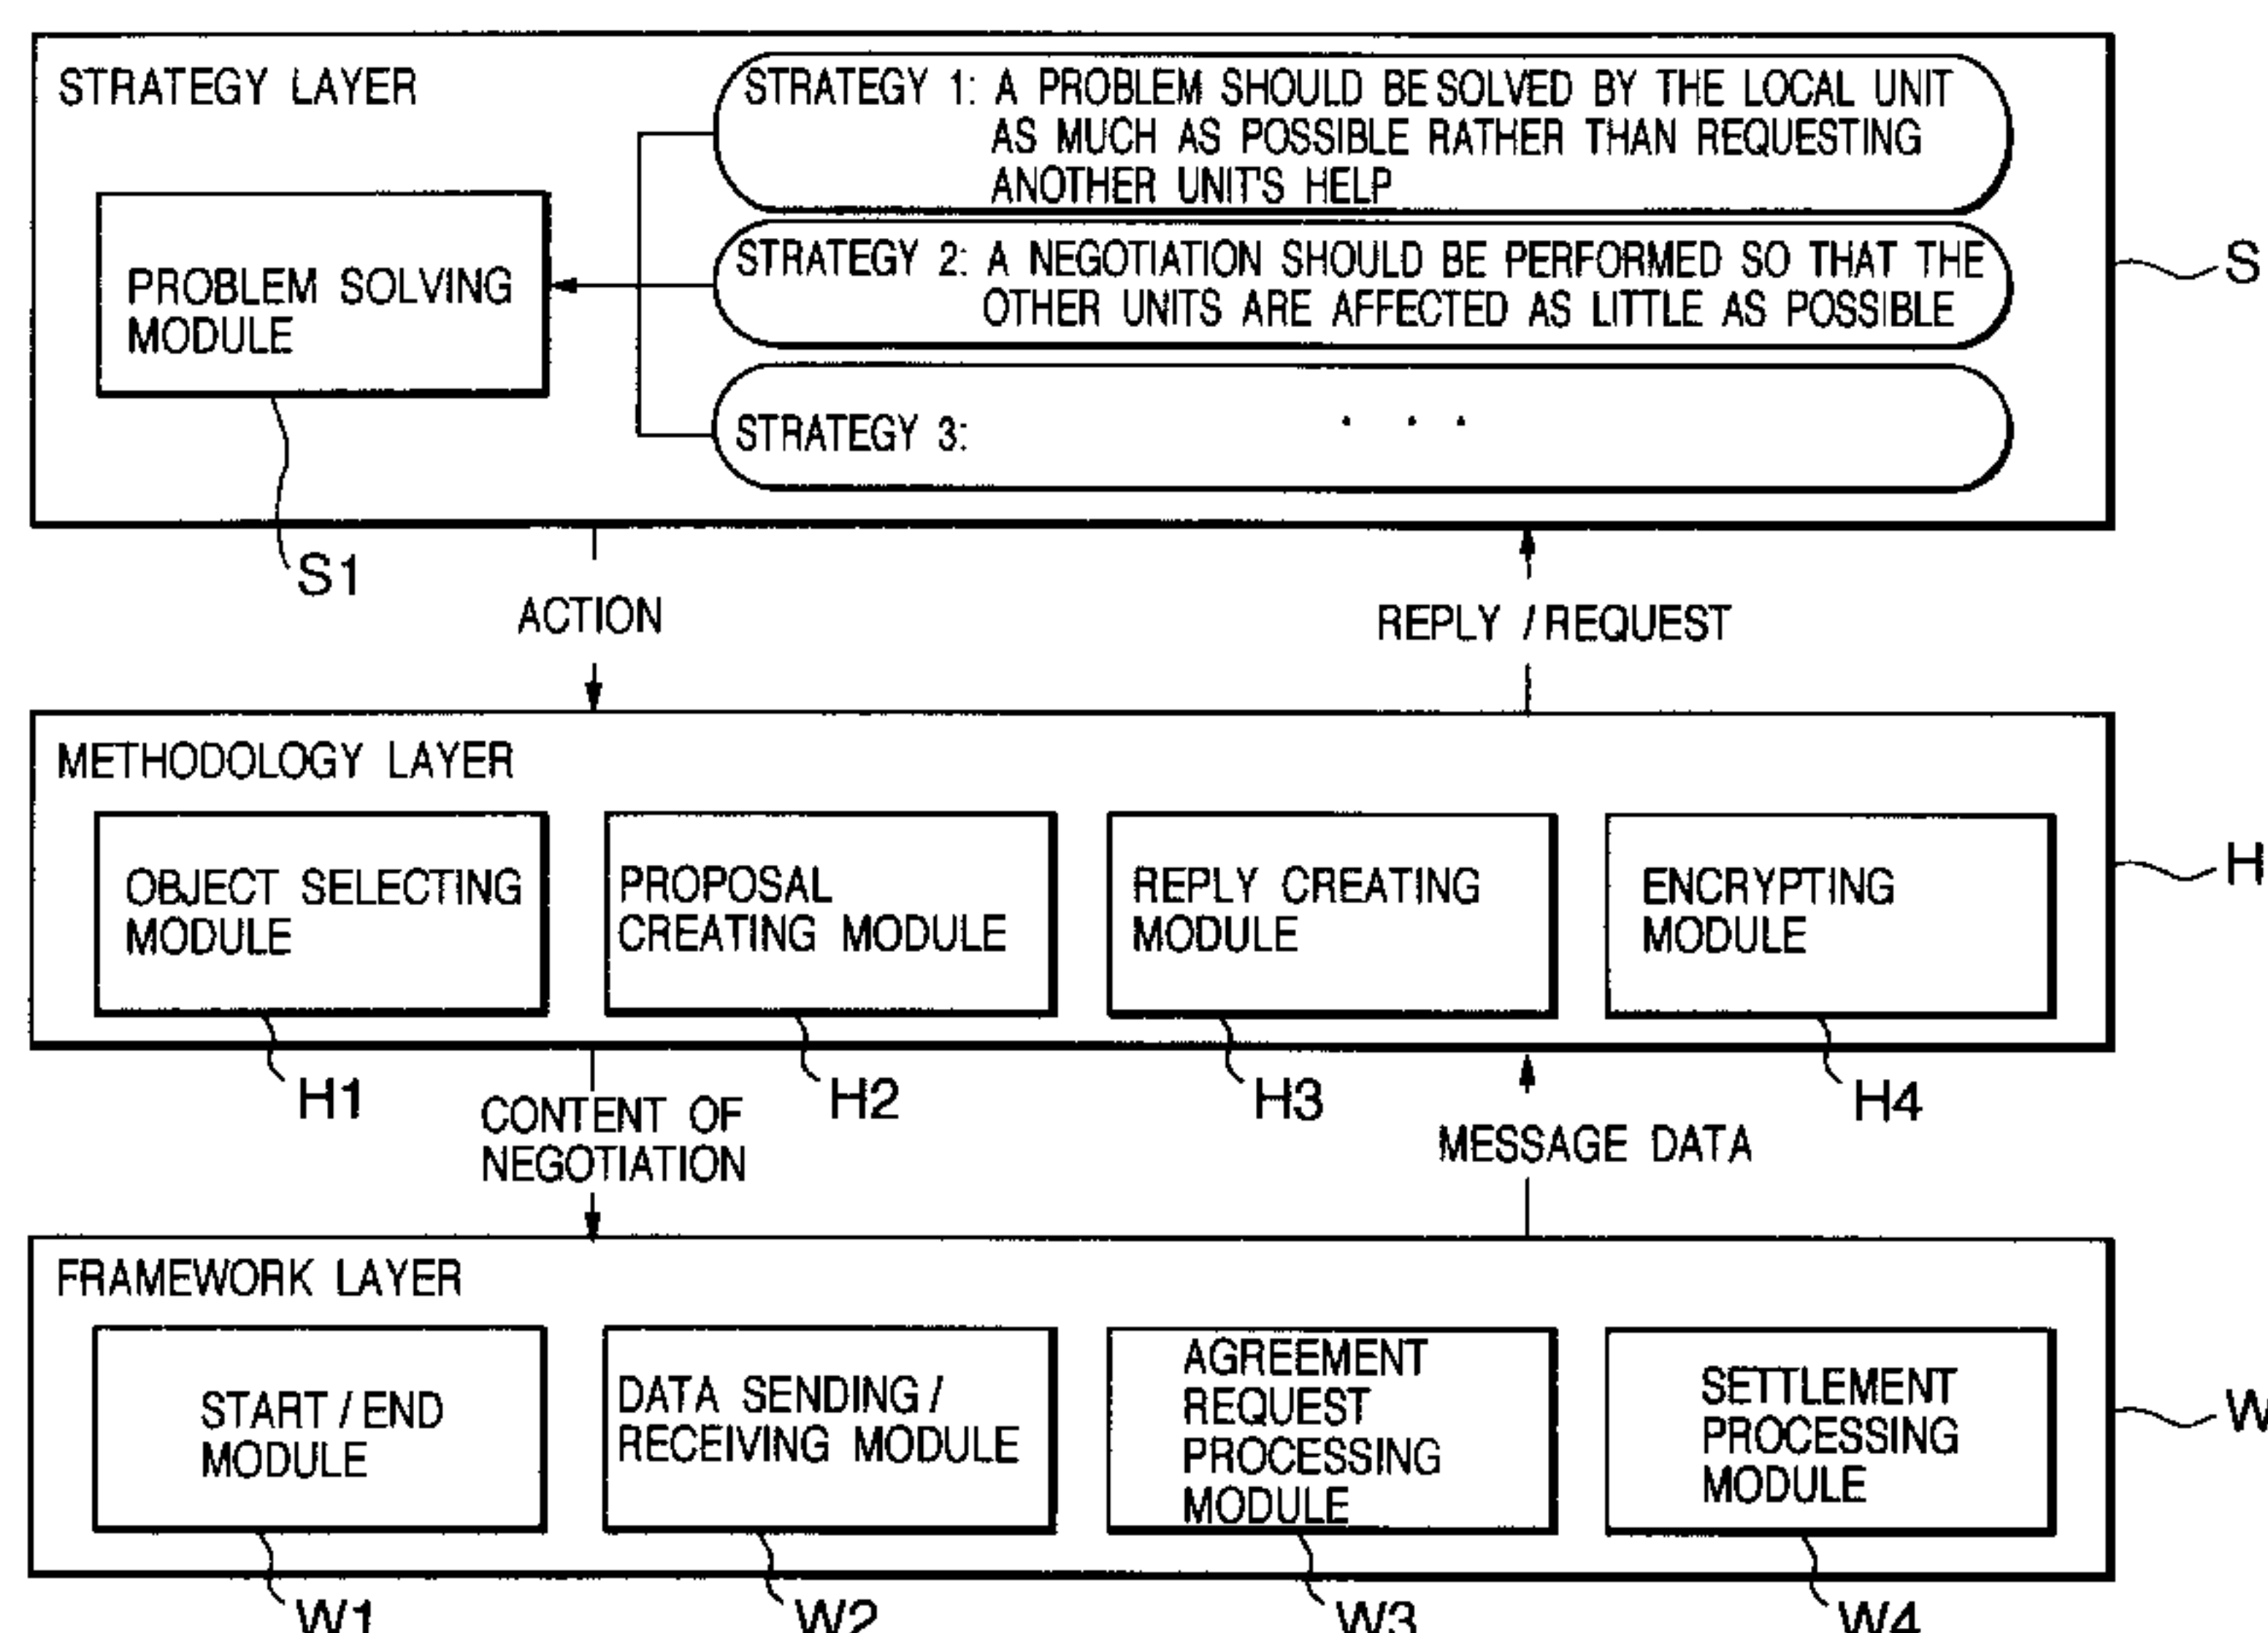 STRATEGY LAYER
STRATEGY 1: A PROBLEM SHOULD BE SOLVED BY THE LOCAL UNIT
AS MUCH AS POSSIBLE RATHER THAN REQUESTING
ANOTHER UNIT'S HELP
PROBLEM SOLVING
MODULE
STRATEGY 2: A NEGOTIATION SHOULD BE PERFORMED SO THAT THE
OTHER UNITS ARE AFFECTED AS LITTLE AS POSSIBLE
STRATEGY 3: . . .
S
S1
ACTION
REPLY / REQUEST
METHODOLOGY LAYER
OBJECT SELECTING
MODULE
PROPOSAL
CREATING MODULE
REPLY CREATING
MODULE
ENCRYPTING
MODULE
H
H1
H2
H3
H4
CONTENT OF
NEGOTIATION
MESSAGE DATA
FRAMEWORK LAYER
START / END
MODULE
DATA SENDING /
RECEIVING MODULE
AGREEMENT
REQUEST
PROCESSING
MODULE
SETTLEMENT
PROCESSING
MODULE
W
W1
W2
W3
W4